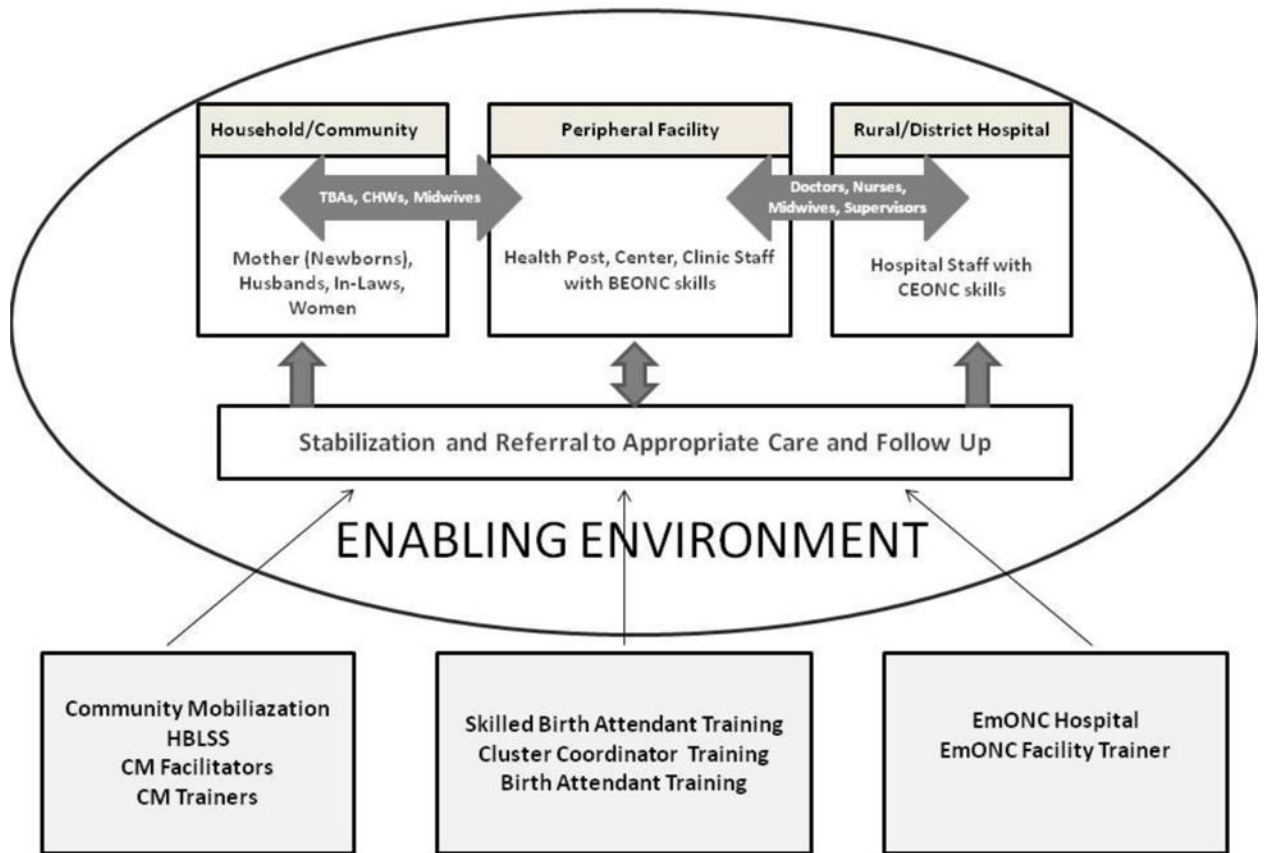 Household/Community
Peripheral Facility
Rural/District Hospital
TBAs, CHWs, Midwives
Doctors, Nurses,
Midwives, Supervisors
Mother (Newborns),
Husbands, In-Laws,
Women
Health Post, Center, Clinic Staff
with BEONC skills
Hospital Staff with
CEONC skills
Stabilization and Referral to Appropriate Care and Follow Up
ENABLING ENVIRONMENT
Community Mobiliazation
HBLSS
CM Facilitators
CM Trainers
Skilled Birth Attendant Training
Cluster Coordinator Training
Birth Attendant Training
EmONC Hospital
EmONC Facility Trainer